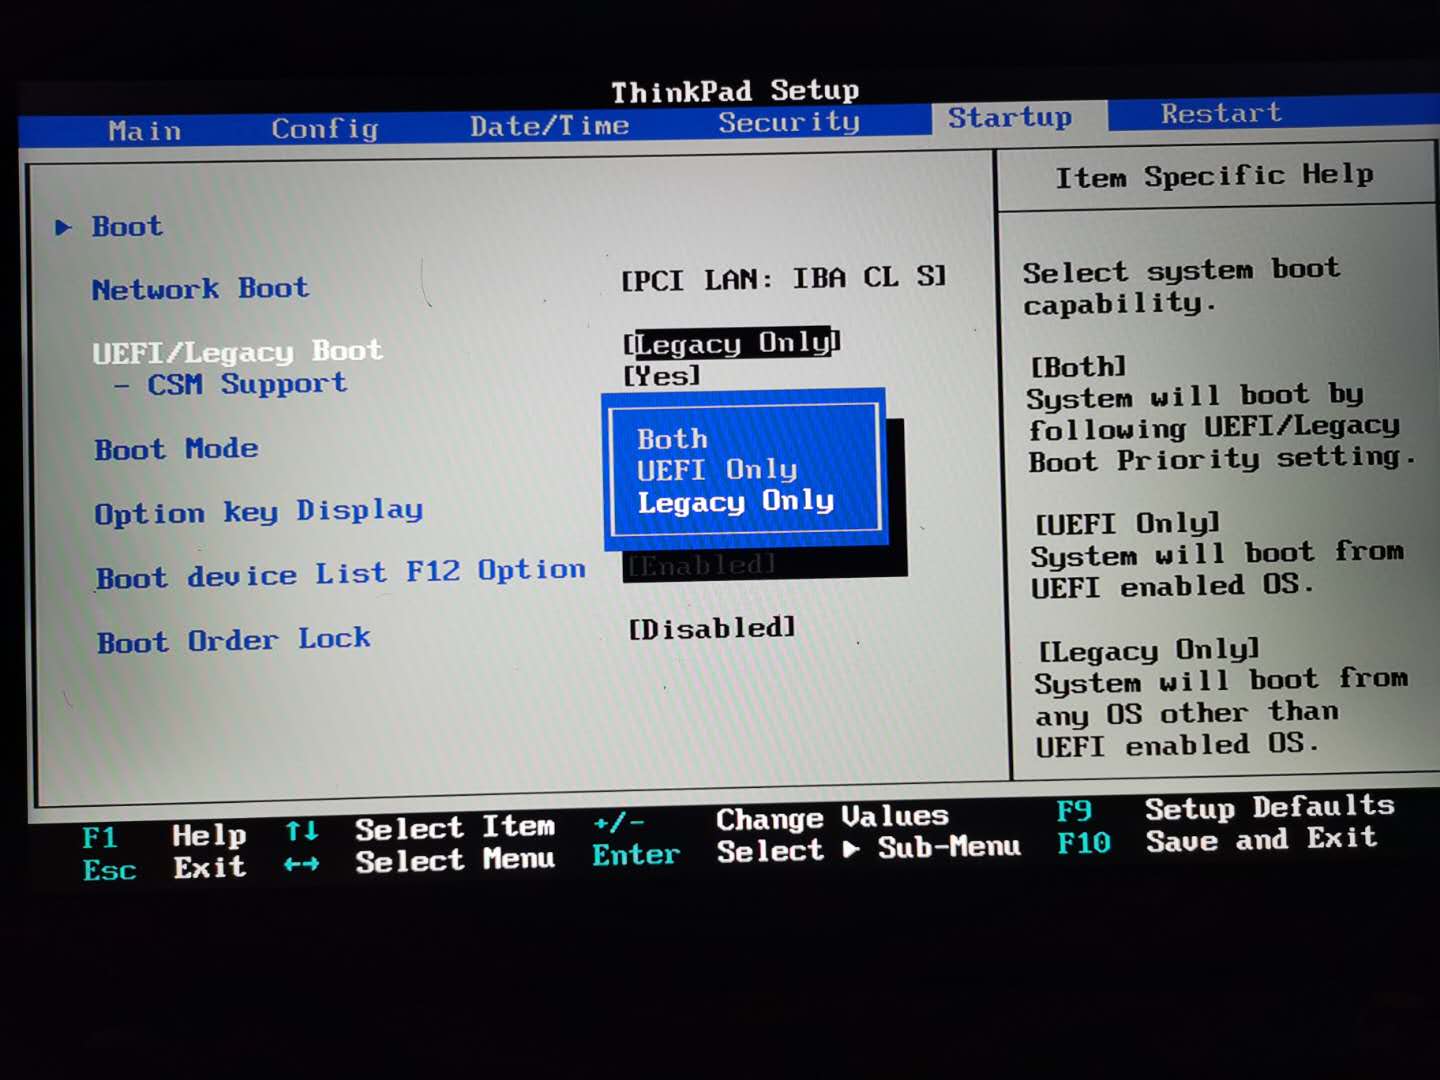 ThinkPad Setup
Main Config Date/Time Security Startup Restart
Item Specific Help
Boot
Network Boot [PCI LAN: IBA CL S]
UEFI/Legacy Boot [Legacy Only]
- CSM Support [Yes]
Boot Mode
Option key Display
Boot device List F12 Option [Enabled]
Boot Order Lock [Disabled]
Both
UEFI Only
Legacy Only
Select system boot
capability.
[Both]
System will boot by
following UEFI/Legacy
Boot Priority setting.
[UEFI Only]
System will boot from
UEFI enabled OS.
[Legacy Only]
System will boot from
any OS other than
UEFI enabled OS.
F1 Help ↑↓ Select Item +/- Change Values F9 Setup Defaults
Esc Exit ←→ Select Menu Enter Select ▶ Sub-Menu F10 Save and Exit